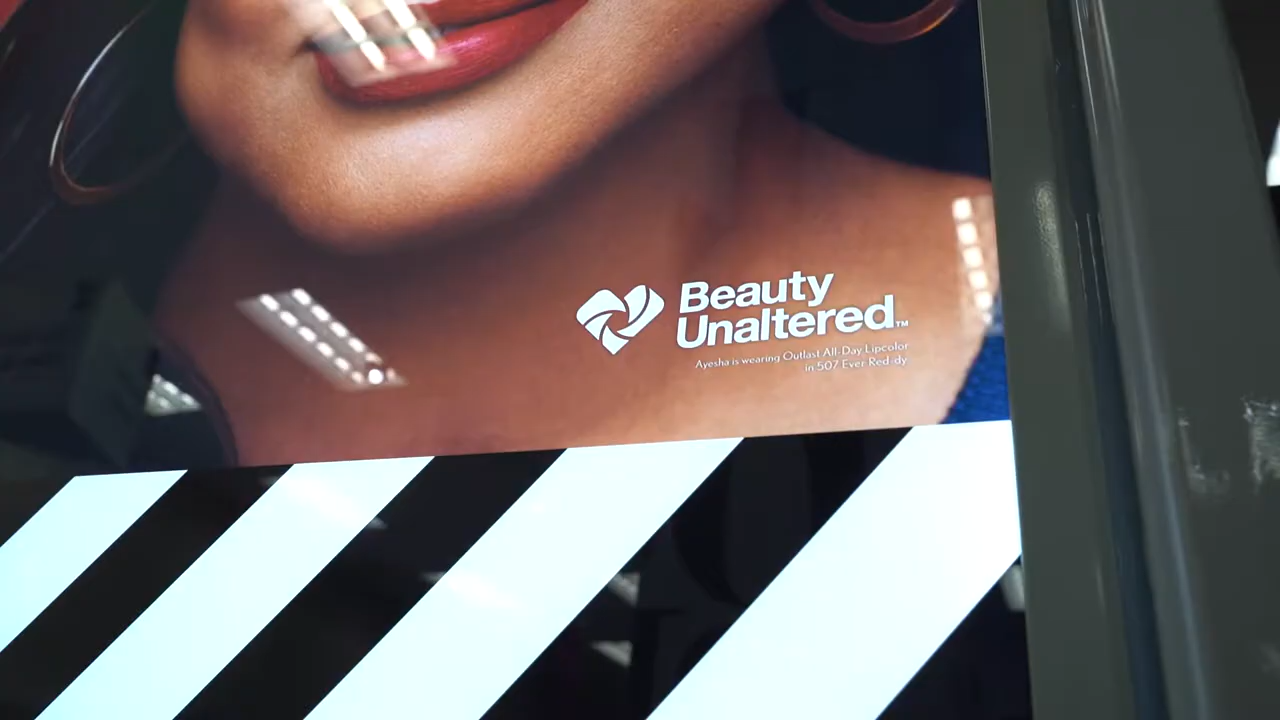 Beauty
Unaltered™
Ayesha is wearing Outlast All-Day Lipcolor
in 507 Ever Red-dy